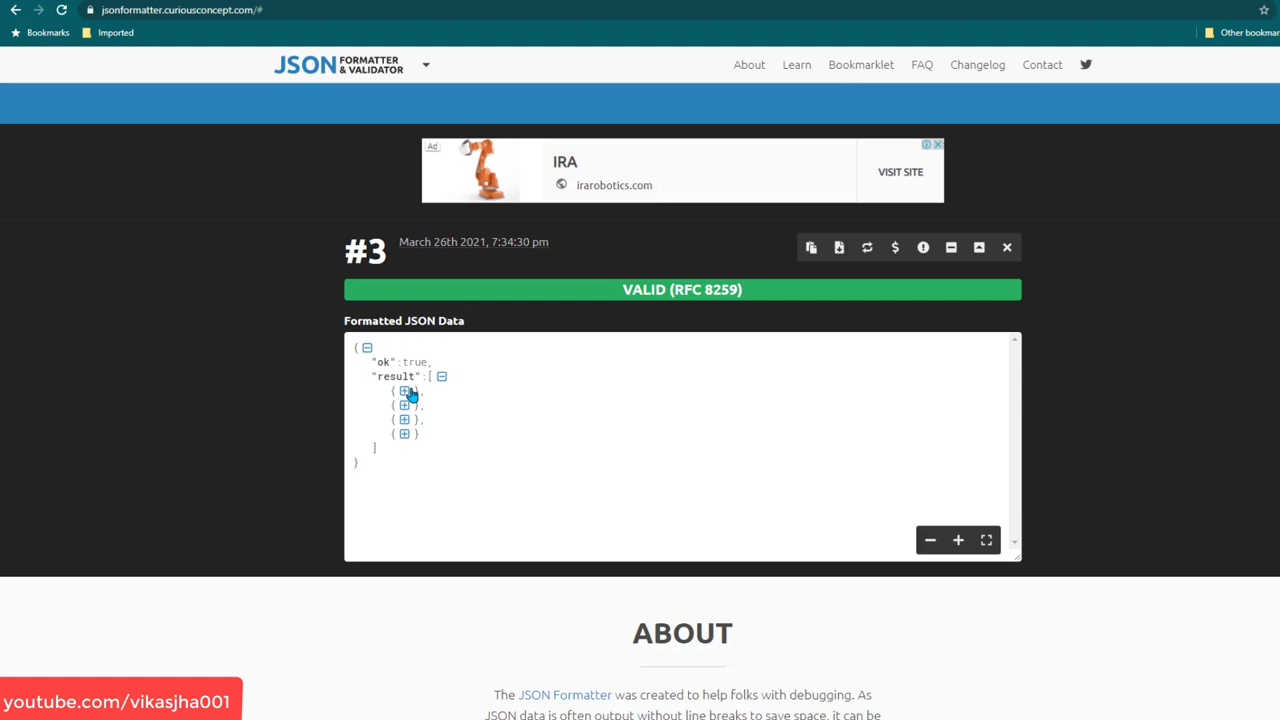 jsonformatter.curiousconcept.com/#
Bookmarks
Imported
Other bookmar
JSON FORMATTER & VALIDATOR
About
Learn
Bookmarklet
FAQ
Changelog
Contact
Ad
IRA
irarobotics.com
VISIT SITE
#3
March 26th 2021, 7:34:30 pm
VALID (RFC 8259)
Formatted JSON Data
{
"ok":true,
"result":[
{ },
{ },
{ },
{ }
]
}
ABOUT
The JSON Formatter was created to help folks with debugging. As
JSON data is often output without line breaks to save space, it can be
youtube.com/vikasjha001